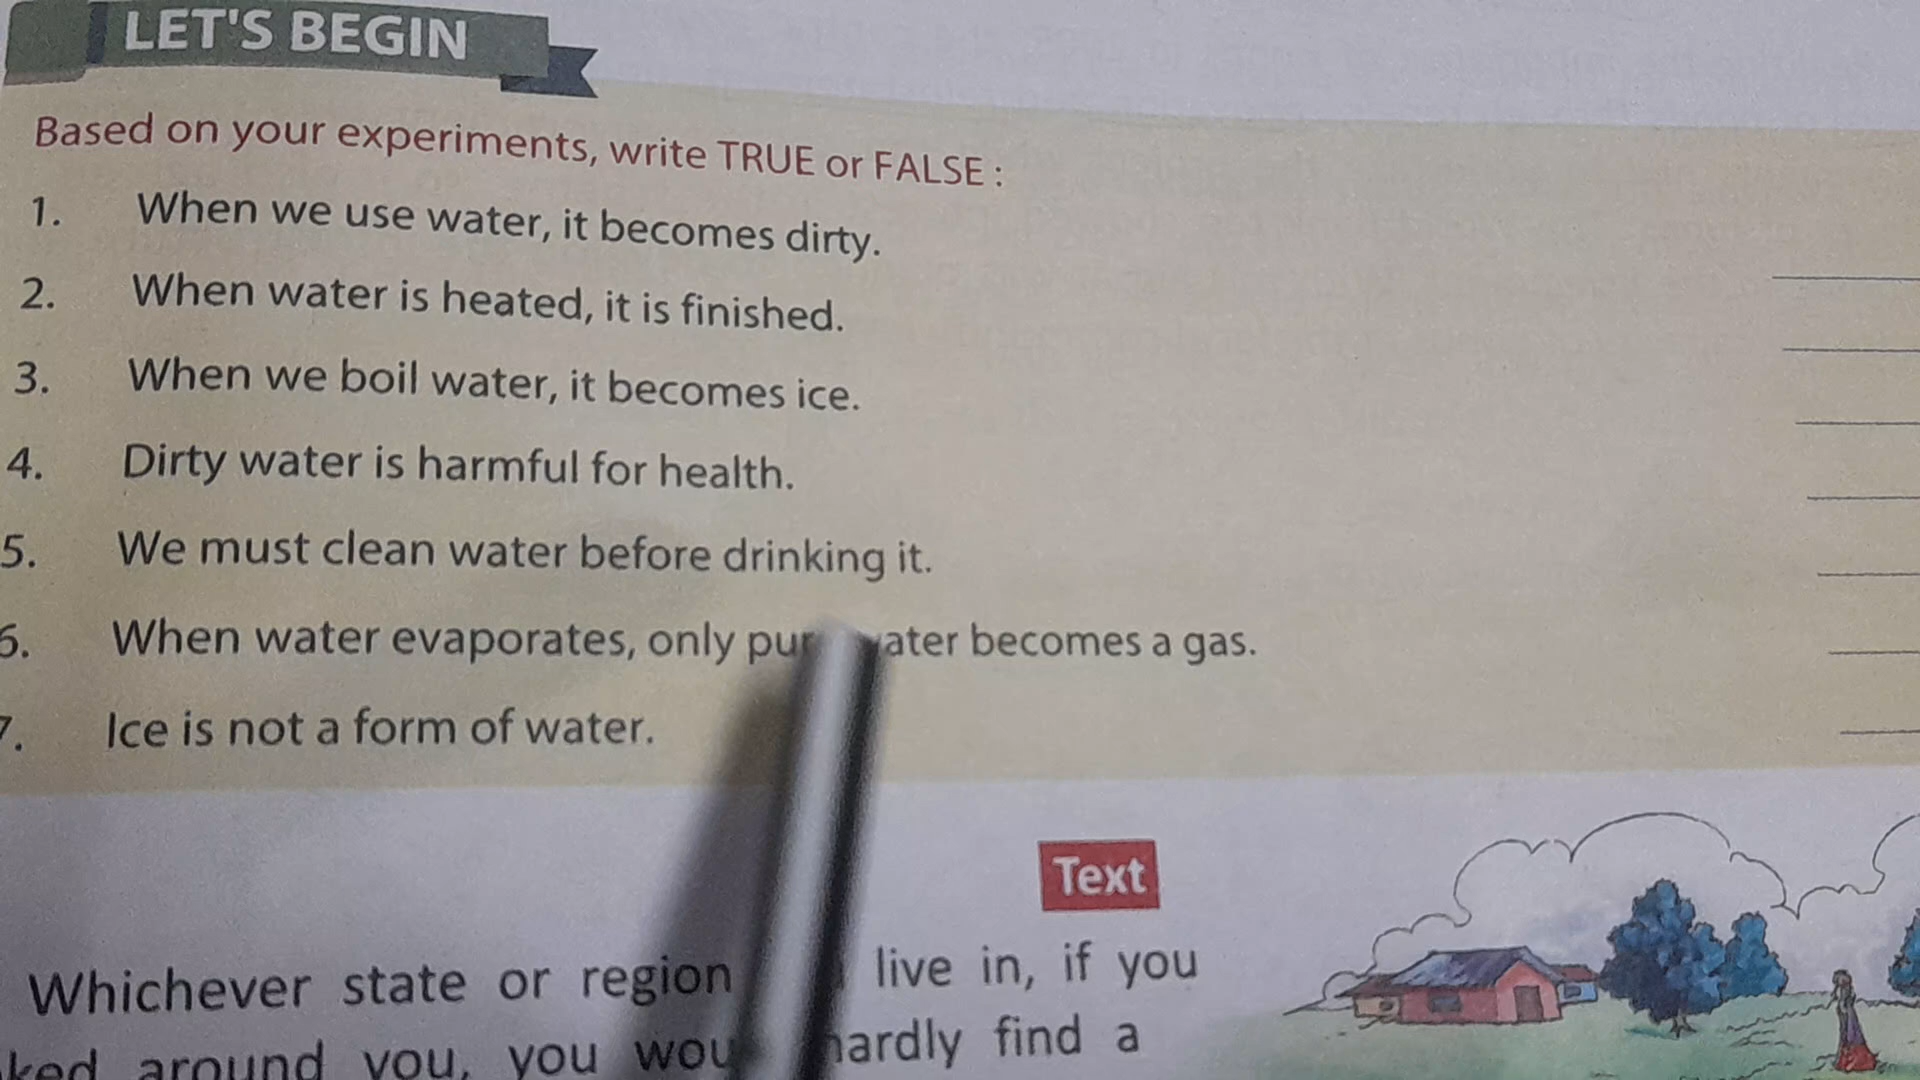 LET'S BEGIN
Based on your experiments, write TRUE or FALSE :
1. When we use water, it becomes dirty.
2. When water is heated, it is finished.
3. When we boil water, it becomes ice.
4. Dirty water is harmful for health.
5. We must clean water before drinking it.
6. When water evaporates, only becomes a gas.
7. Ice is not a form of water.
Text
Whichever state or region live in, if you
around you, you hardly find a